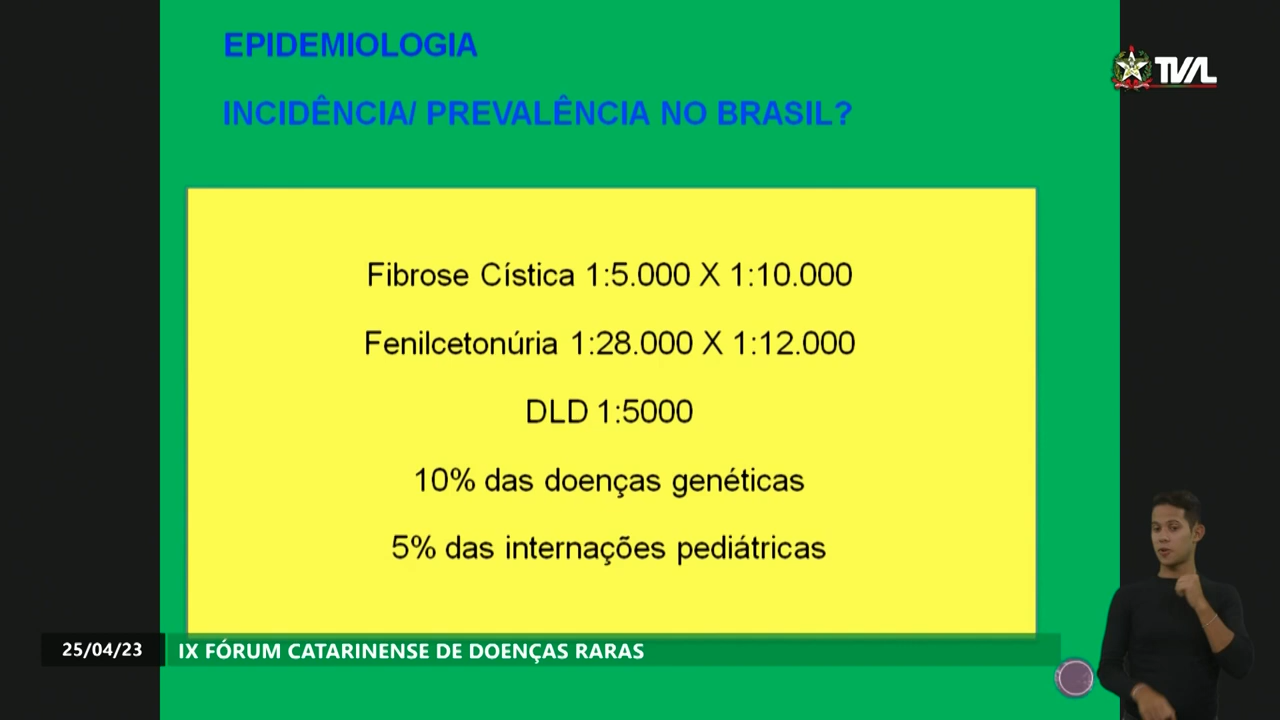 EPIDEMIOLOGIA
INCIDÊNCIA/ PREVALÊNCIA NO BRASIL?
TVAL
Fibrose Cística 1:5.000 X 1:10.000
Fenilcetonúria 1:28.000 X 1:12.000
DLD 1:5000
10% das doenças genéticas
5% das internações pediátricas
25/04/23
IX FÓRUM CATARINENSE DE DOENÇAS RARAS